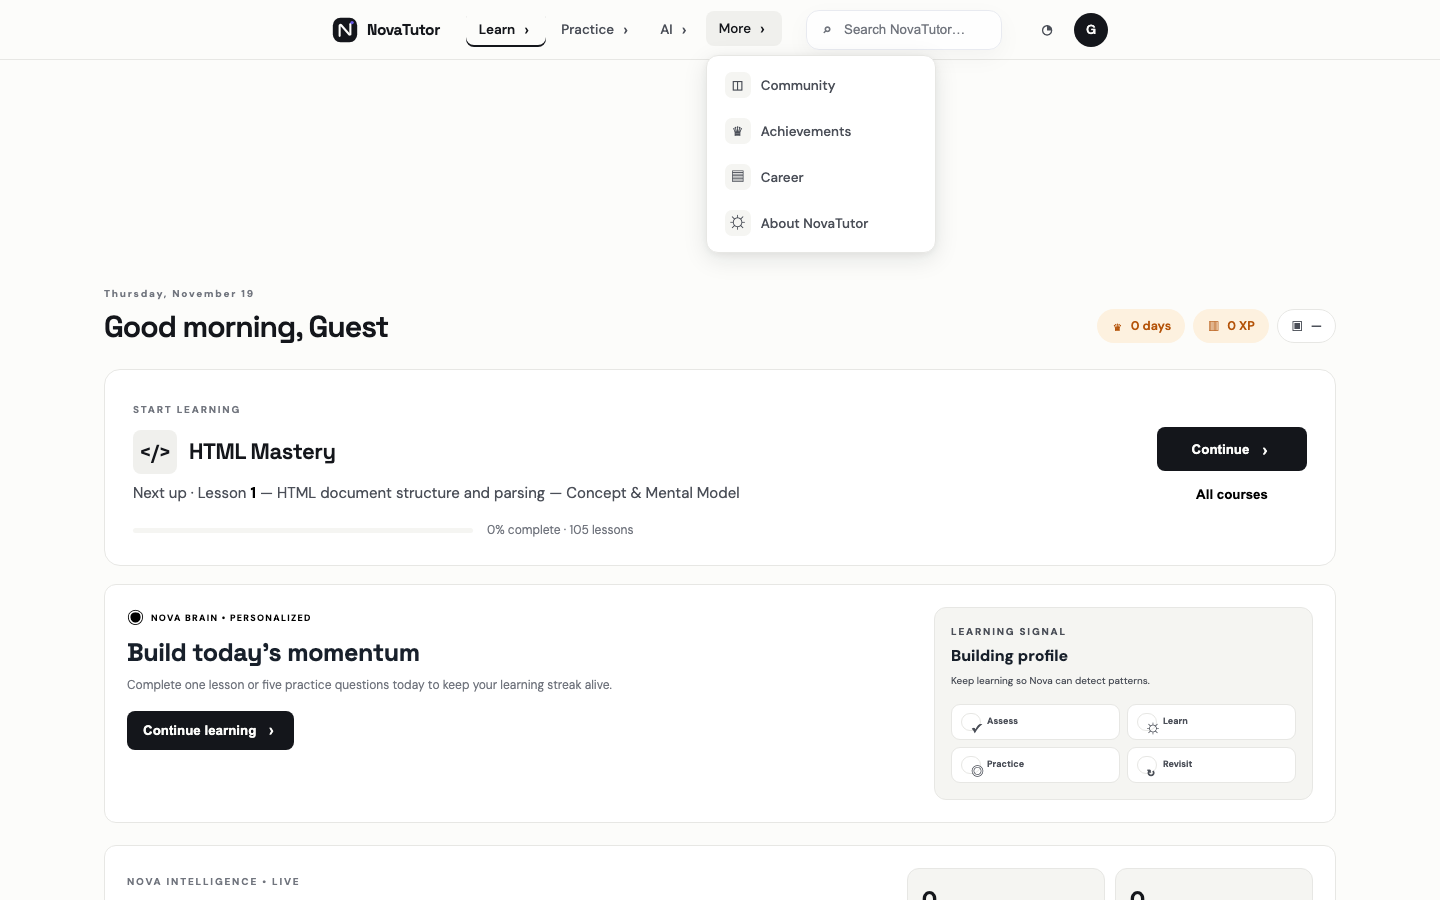 NovaTutor
Learn ›
Practice ›
AI ›
More ›
Search NovaTutor...
G
Community
Achievements
Career
About NovaTutor
Thursday, November 19
Good morning, Guest
0 days
0 XP
—
START LEARNING
</> HTML Mastery
Next up · Lesson 1 — HTML document structure and parsing — Concept & Mental Model
0% complete · 105 lessons
Continue ›
All courses
NOVA BRAIN • PERSONALIZED
Build today's momentum
Complete one lesson or five practice questions today to keep your learning streak alive.
Continue learning ›
LEARNING SIGNAL
Building profile
Keep learning so Nova can detect patterns.
Assess
Learn
Practice
Revisit
NOVA INTELLIGENCE • LIVE
0
0